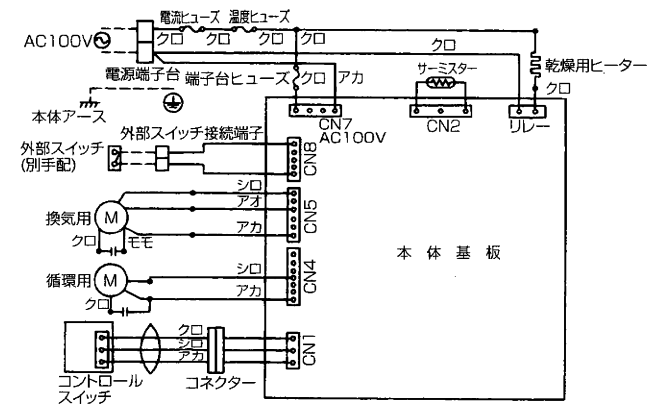 電流ヒューズ 温度ヒューズ
AC100V
クロ クロ クロ クロ クロ
電源端子台 端子台ヒューズ クロ アカ サーミスター 乾燥用ヒーター
クロ
本体アース
CN7 CN2 リレー
AC100V
外部スイッチ接続端子
外部スイッチ
(別手配)
CN8
シロ
アオ
換気用 M アカ CN5
クロ モモ
本体基板
循環用 M シロ CN4
アカ
クロ
クロ
シロ
アカ CN1
コントロール
スイッチ
コネクター